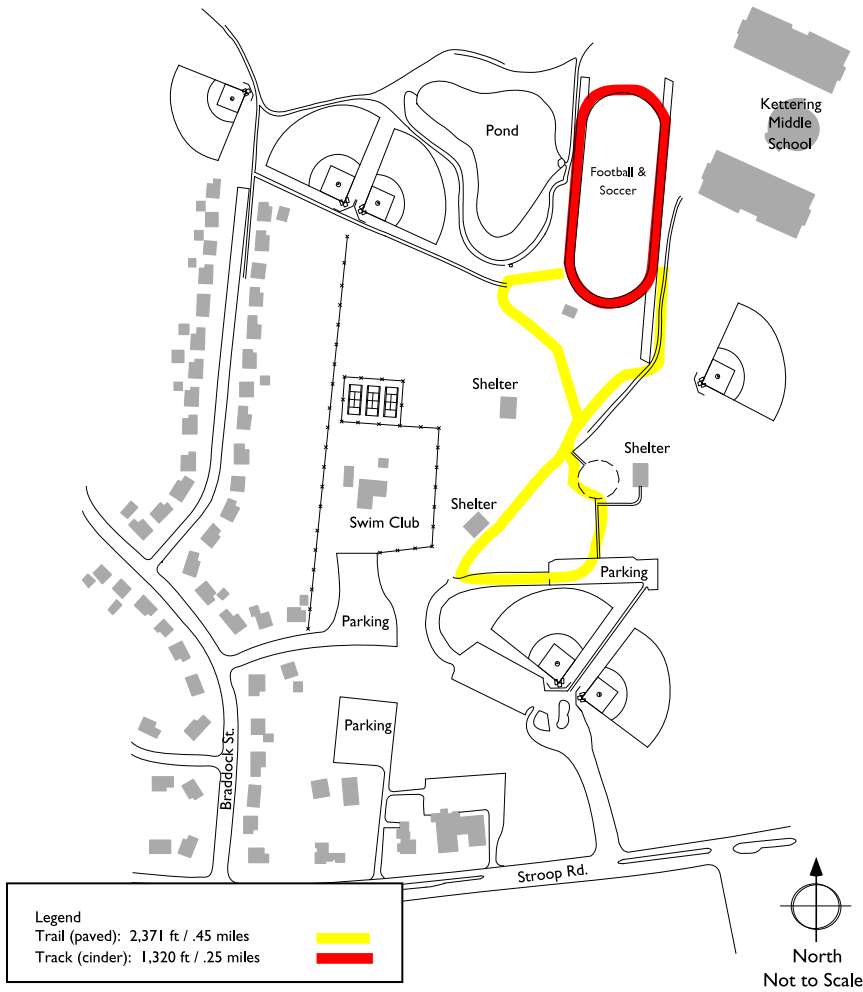 Kettering
Middle
School
Pond
Football &
Soccer
Shelter
Shelter
Shelter
Swim Club
Parking
Parking
Parking
Braddock St.
Stroop Rd.
Legend
Trail (paved): 2,371 ft / .45 miles
Track (cinder): 1,320 ft / .25 miles
North
Not to Scale